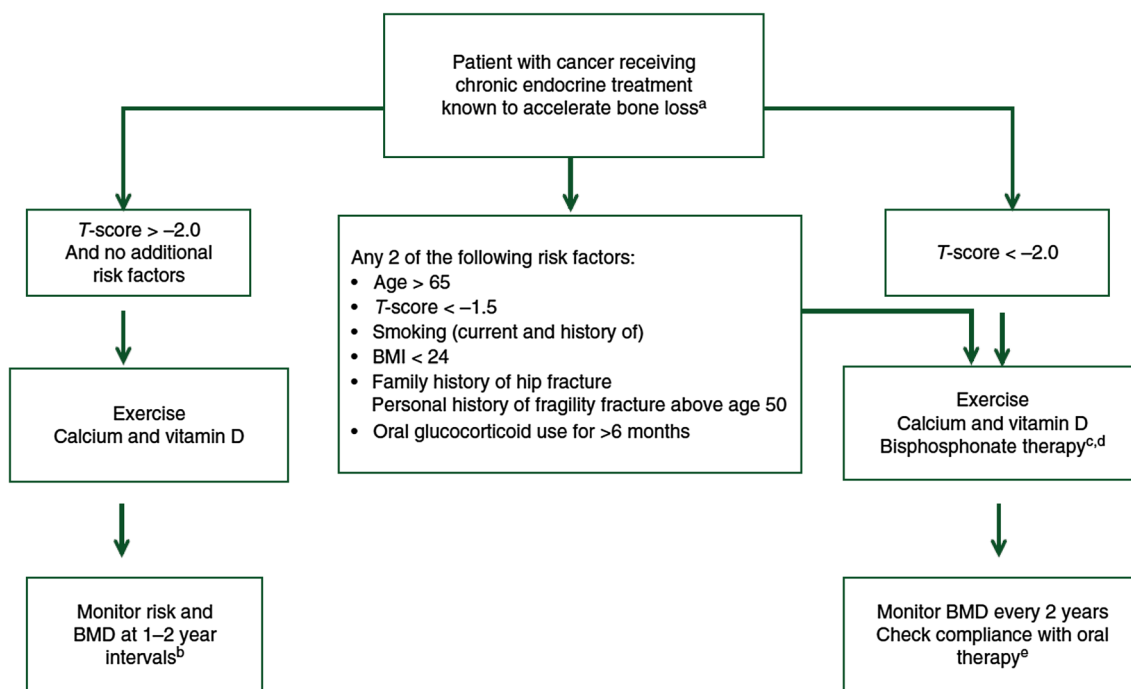 Patient with cancer receiving
chronic endocrine treatment
known to accelerate bone lossᵃ
T-score > –2.0
And no additional
risk factors
Any 2 of the following risk factors:
• Age > 65
• T-score < –1.5
• Smoking (current and history of)
• BMI < 24
• Family history of hip fracture
Personal history of fragility fracture above age 50
• Oral glucocorticoid use for >6 months
T-score < –2.0
Exercise
Calcium and vitamin D
Exercise
Calcium and vitamin D
Bisphosphonate therapyᶜ,ᵈ
Monitor risk and
BMD at 1–2 year
intervalsᵇ
Monitor BMD every 2 years
Check compliance with oral
therapyᵉ